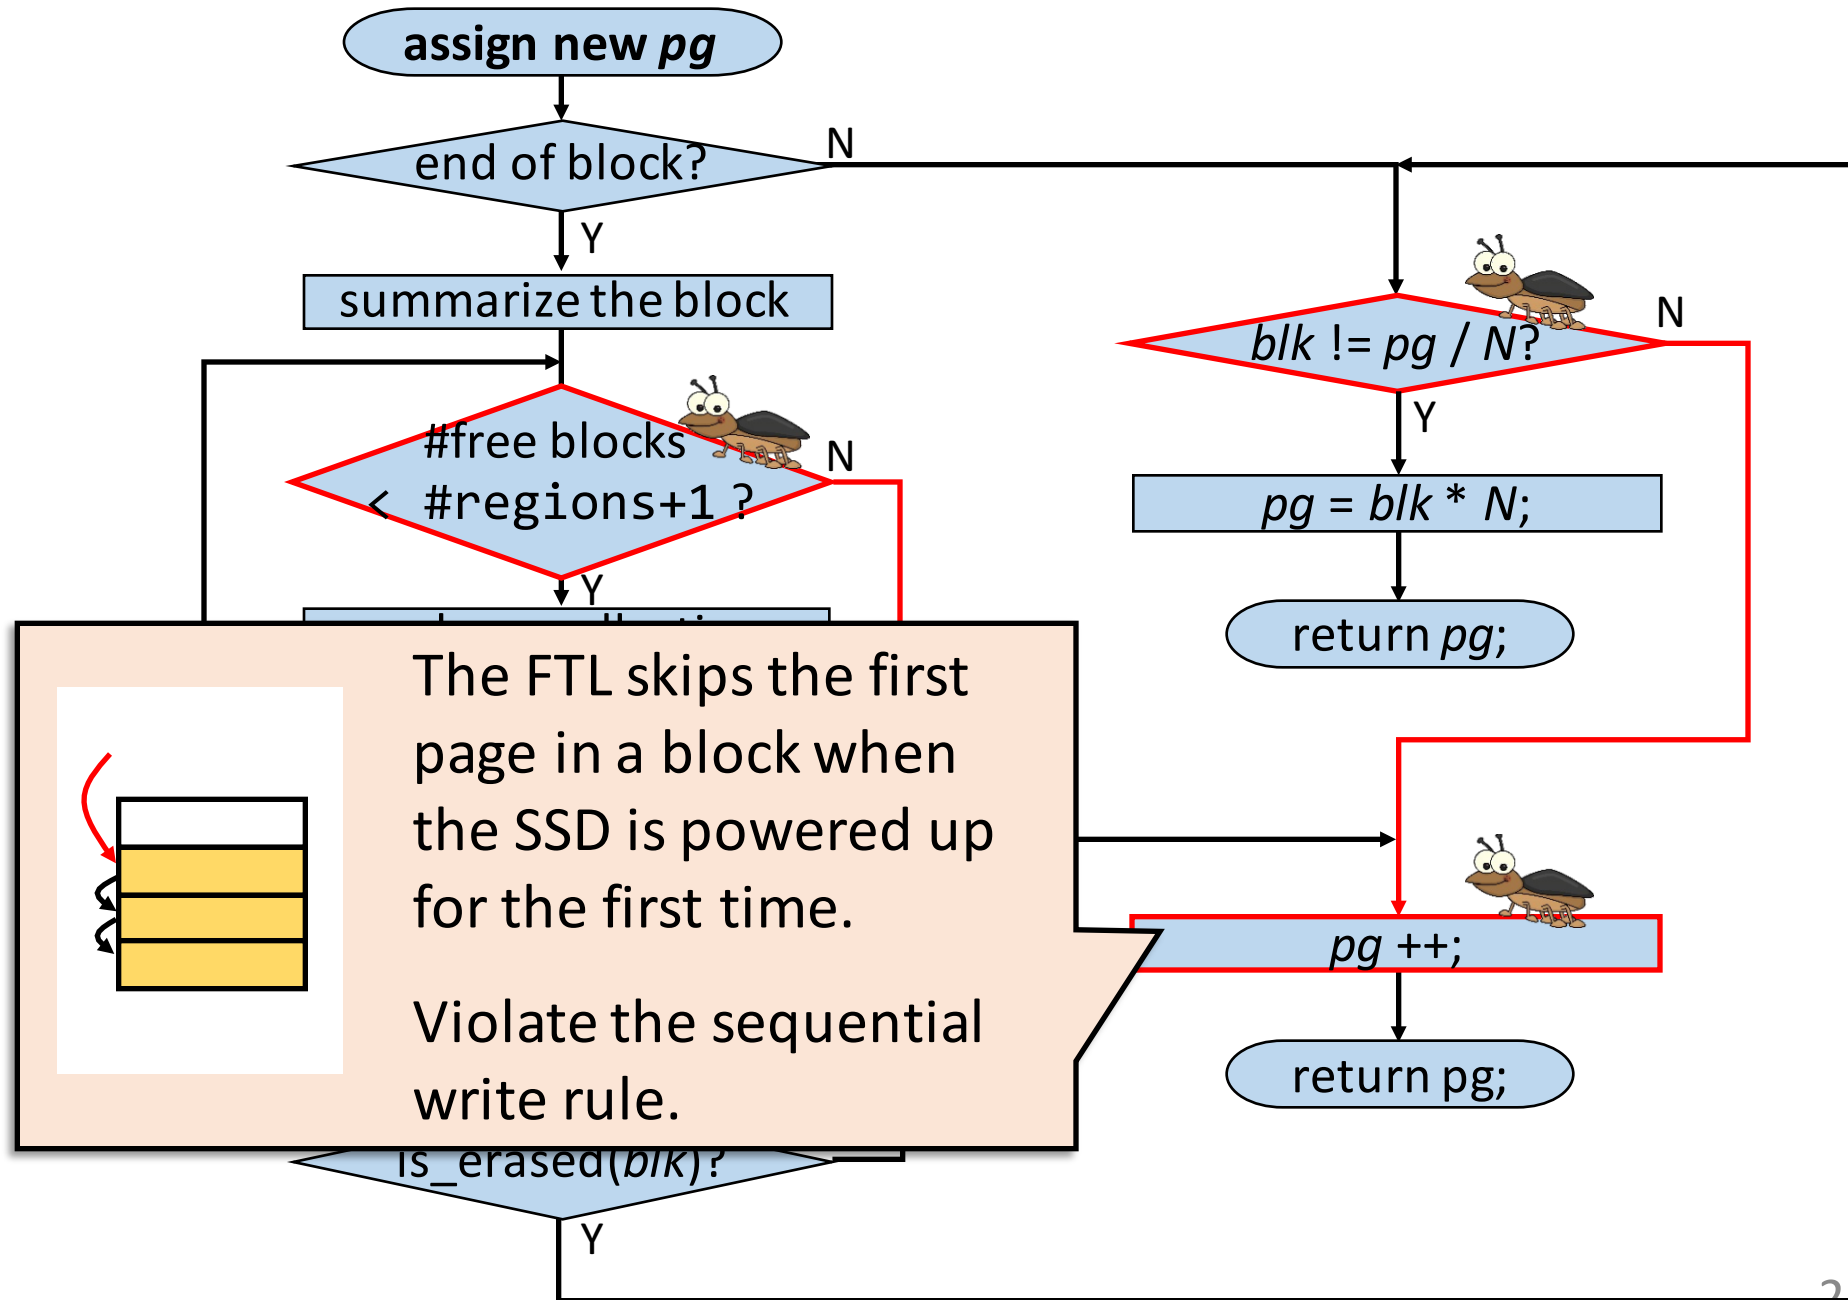 assign new pg
end of block?
N
Y
summarize the block
#free blocks
< #regions+1 ?
N
Y
The FTL skips the first
page in a block when
the SSD is powered up
for the first time.
Violate the sequential
write rule.
is_erased(blk)?
Y
blk != pg / N?
N
Y
pg = blk * N;
return pg;
pg ++;
return pg;